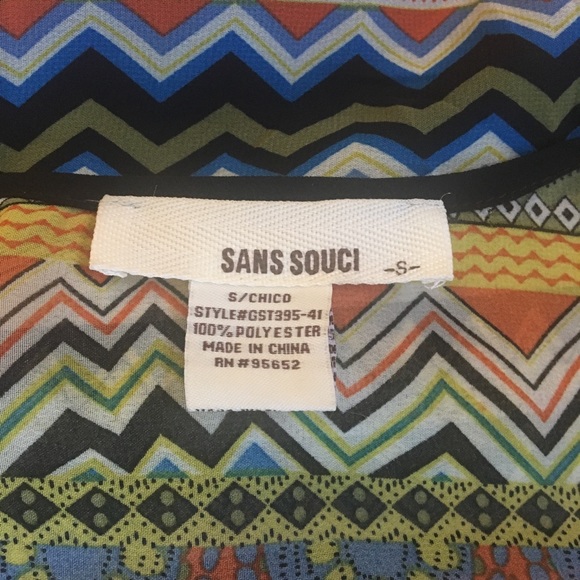 SANS SOUCI -S-
S/CHICO
STYLE#GST395-41
100% POLYESTER
MADE IN CHINA
RN #95652